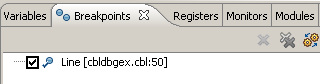 Variables Breakpoints Registers Monitors Modules
Line [cbldbgex.cbl:50]